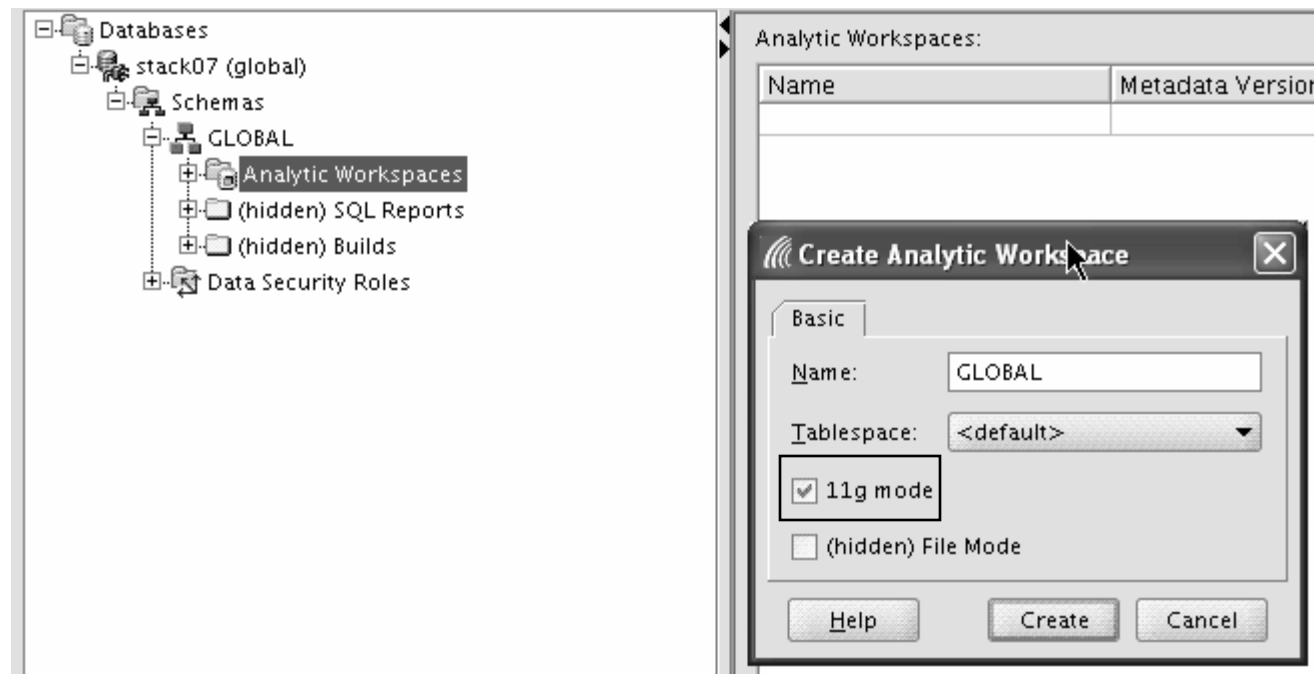 Databases
stack07 (global)
Schemas
GLOBAL
Analytic Workspaces
(hidden) SQL Reports
(hidden) Builds
Data Security Roles
Analytic Workspaces:
Name Metadata Version
Create Analytic Workspace
Basic
Name: GLOBAL
Tablespace: <default>
11g mode
(hidden) File Mode
Help Create Cancel